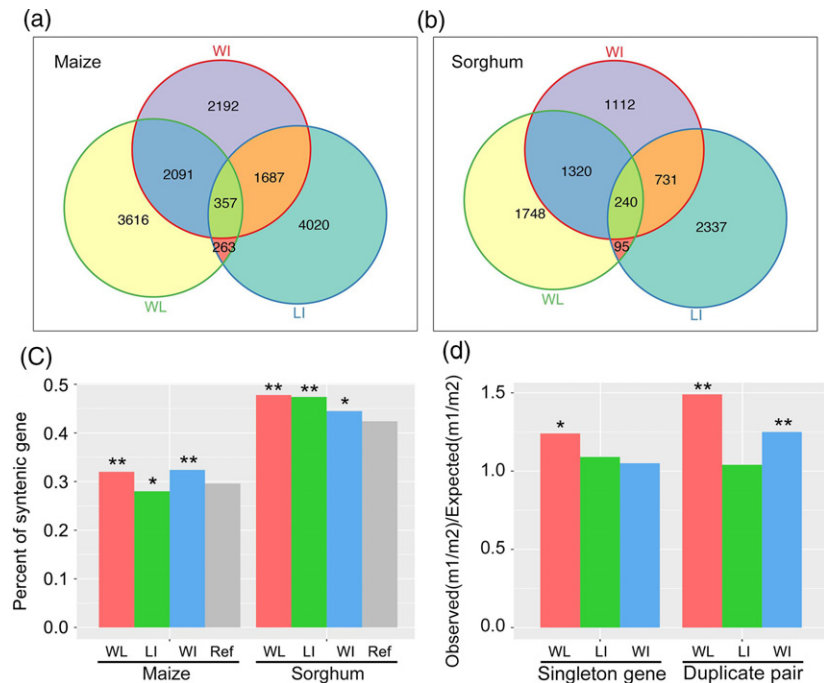 (a)
Maize
WI
2192
2091
1687
357
3616
4020
263
WL
LI
(b)
Sorghum
WI
1112
1320
731
240
1748
2337
95
WL
LI
(C)
Percent of syntenic gene
0.5
0.4
0.3
0.2
0.1
0.0
** * ** ** ** *
WL LI WI Ref WL LI WI Ref
Maize Sorghum
(d)
Observed(m1/m2)/Expected(m1/m2)
1.5
1.0
0.5
0.0
* ** **
WL LI WI WL LI WI
Singleton gene Duplicate pair